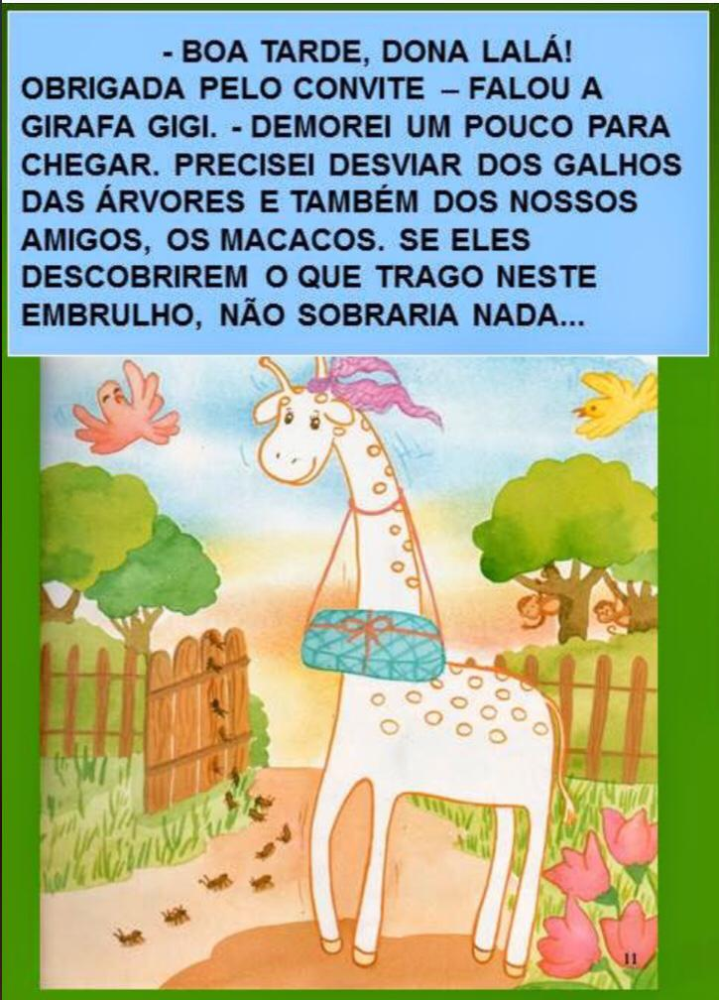 - BOA TARDE, DONA LALÁ!
OBRIGADA PELO CONVITE – FALOU A
GIRAFA GIGI. - DEMOREI UM POUCO PARA
CHEGAR. PRECISEI DESVIAR DOS GALHOS
DAS ÁRVORES E TAMBÉM DOS NOSSOS
AMIGOS, OS MACACOS. SE ELES
DESCOBRIREM O QUE TRAGO NESTE
EMBRULHO, NÃO SOBRARIA NADA...
11